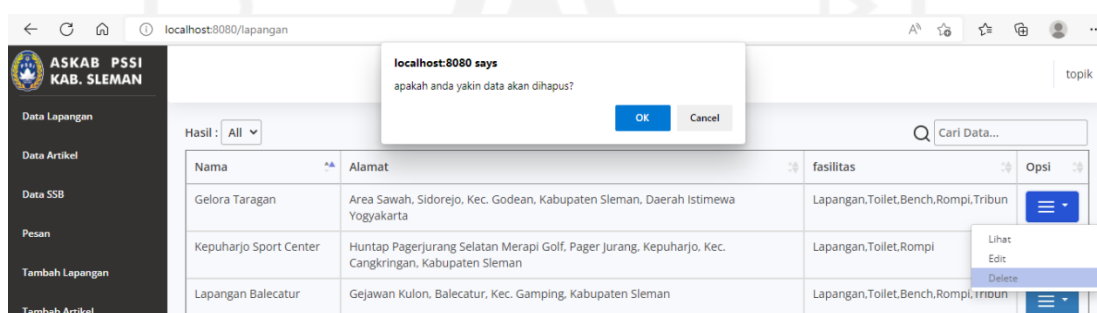 localhost:8080/lapangan
ASKAB PSSI
KAB. SLEMAN
localhost:8080 says
apakah anda yakin data akan dihapus?
OK Cancel
topik
Data Lapangan
Data Artikel
Data SSB
Pesan
Tambah Lapangan
Tambah Artikel
Hasil : All
Cari Data...
Nama Alamat fasilitas Opsi
Gelora Taragan
Area Sawah, Sidorejo, Kec. Godean, Kabupaten Sleman, Daerah Istimewa
Yogyakarta
Lapangan,Toilet,Bench,Rompi,Tribun
Kepuharjo Sport Center
Huntap Pagerjurang Selatan Merapi Golf, Pager Jurang, Kepuharjo, Kec.
Cangkringan, Kabupaten Sleman
Lapangan,Toilet,Rompi
Lihat
Edit
Delete
Lapangan Balecatur
Gejawan Kulon, Balecatur, Kec. Gamping, Kabupaten Sleman
Lapangan,Toilet,Bench,Rompi,Tribun